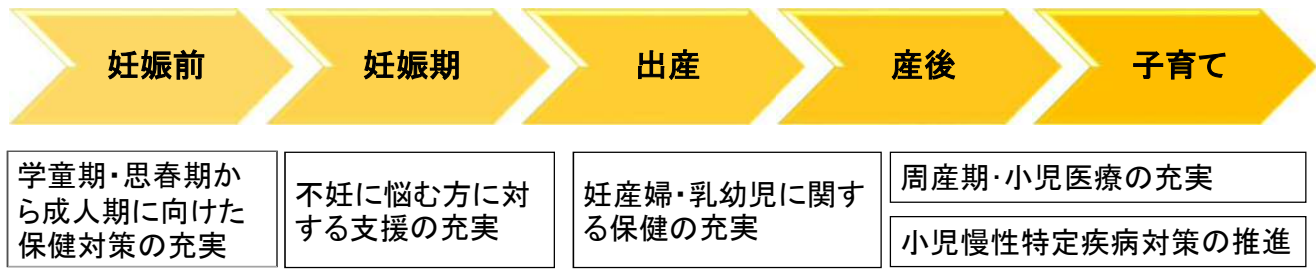 妊娠前
妊娠期
出産
産後
子育て
学童期・思春期か
ら成人期に向けた
保健対策の充実
不妊に悩む方に対
する支援の充実
妊産婦・乳幼児に関す
る保健の充実
周産期・小児医療の充実
小児慢性特定疾病対策の推進